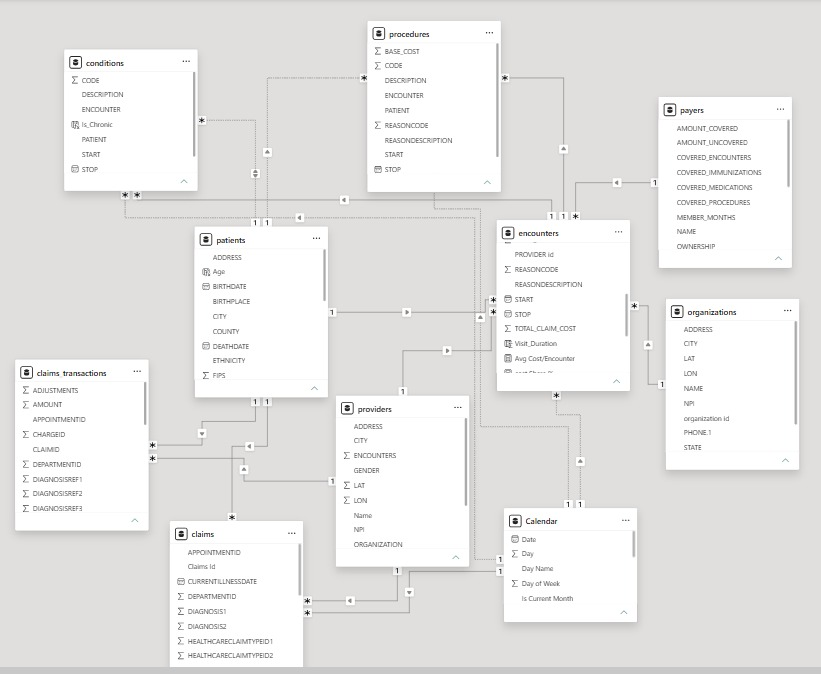 procedures
BASE_COST
CODE
DESCRIPTION
ENCOUNTER
PATIENT
REASONCODE
REASONDESCRIPTION
START
STOP
conditions
CODE
DESCRIPTION
ENCOUNTER
Is_Chronic
PATIENT
START
STOP
payers
AMOUNT_COVERED
AMOUNT_UNCOVERED
COVERED_ENCOUNTERS
COVERED_IMMUNIZATIONS
COVERED_MEDICATIONS
COVERED_PROCEDURES
MEMBER_MONTHS
NAME
OWNERSHIP
patients
ADDRESS
Age
BIRTHDATE
BIRTHPLACE
CITY
COUNTY
DEATHDATE
ETHNICITY
FIPS
encounters
PROVIDER id
REASONCODE
REASONDESCRIPTION
START
STOP
TOTAL_CLAIM_COST
Visit_Duration
Avg Cost/Encounter
organizations
ADDRESS
CITY
LAT
LON
NAME
NPI
organization id
PHONE.1
STATE
claims_transactions
ADJUSTMENTS
AMOUNT
APPOINTMENTID
CHARGEID
CLAIMID
DEPARTMENTID
DIAGNOSISREF1
DIAGNOSISREF2
DIAGNOSISREF3
providers
ADDRESS
CITY
ENCOUNTERS
GENDER
LAT
LON
Name
NPI
ORGANIZATION
claims
APPOINTMENTID
Claims Id
CURRENTILLNESSDATE
DEPARTMENTID
DIAGNOSIS1
DIAGNOSIS2
HEALTHCARECLAIMTYPEID1
HEALTHCARECLAIMTYPEID2
Calendar
Date
Day
Day Name
Day of Week
Is Current Month